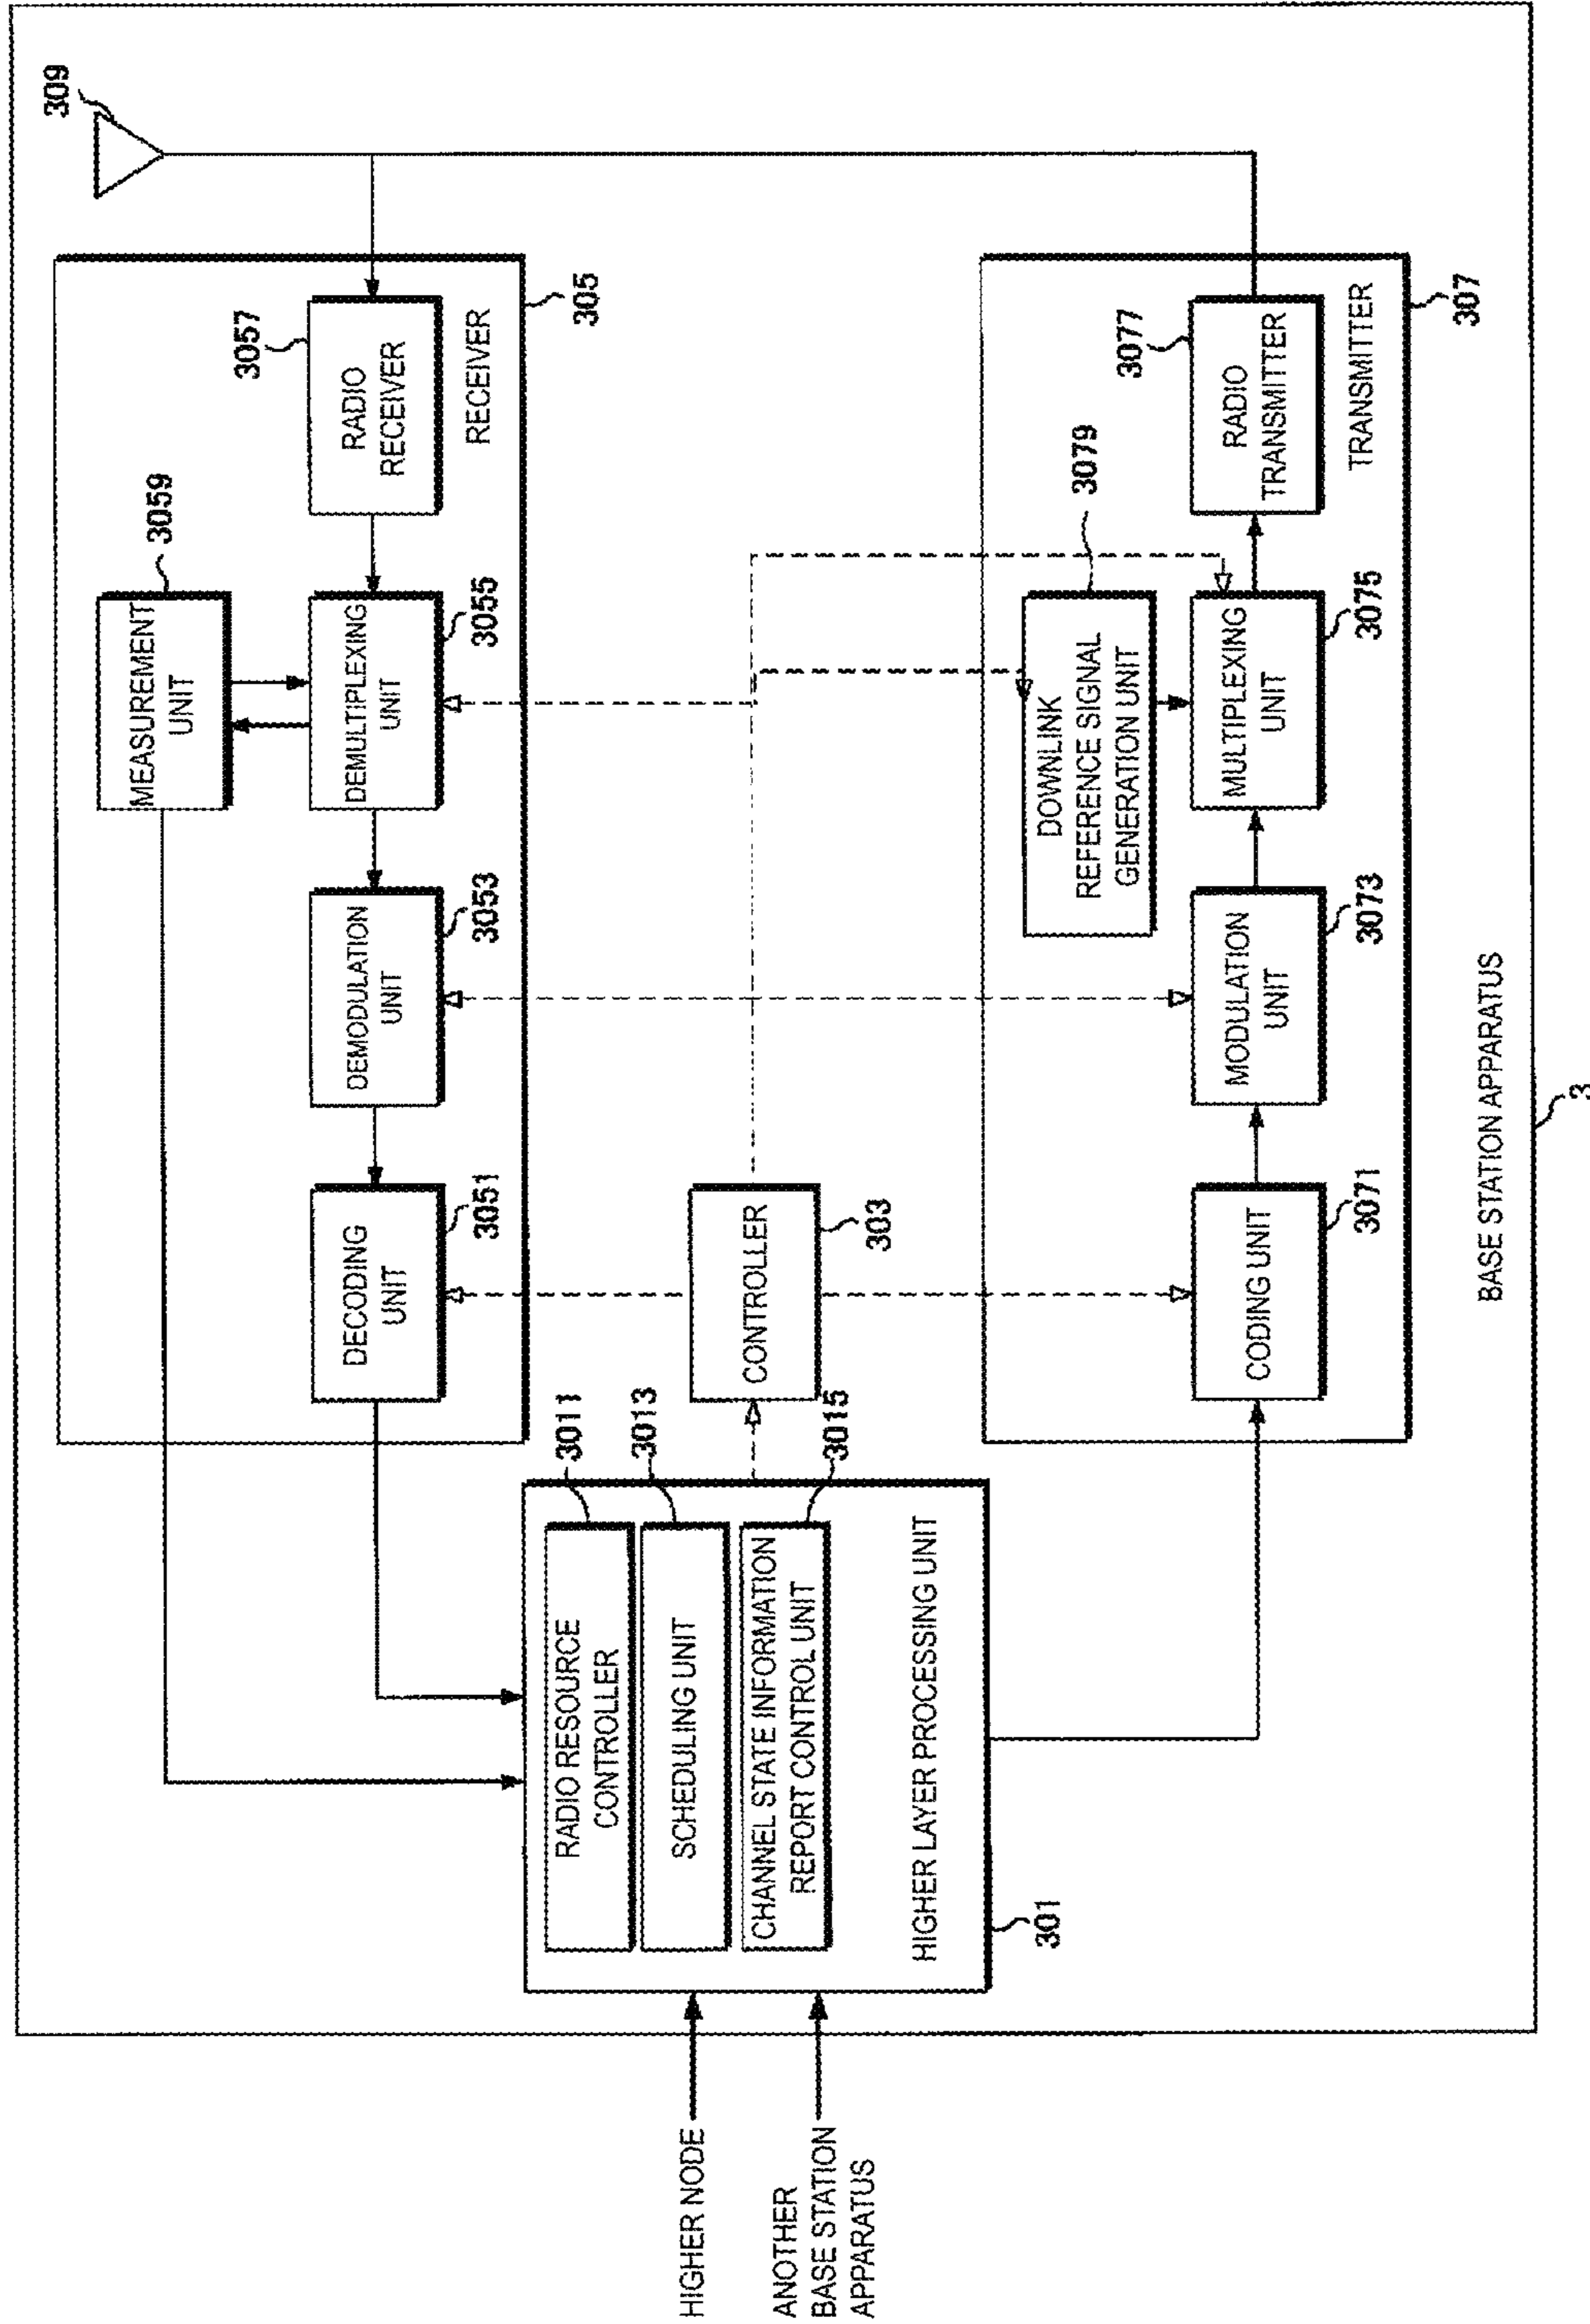 309
3059
MEASUREMENT
UNIT
3057
RADIO
RECEIVER
RECEIVER
305
3055
DEMULTIPLEXING
UNIT
3053
DEMODULATION
UNIT
3051
DECODING
UNIT
HIGHER NODE
ANOTHER
BASE STATION
APPARATUS
3011
RADIO RESOURCE
CONTROLLER
3013
SCHEDULING UNIT
3015
CHANNEL STATE INFORMATION
REPORT CONTROL UNIT
HIGHER LAYER PROCESSING UNIT
301
CONTROLLER
303
3079
DOWNLINK
REFERENCE SIGNAL
GENERATION UNIT
CODING UNIT
3071
MODULATION
UNIT
3073
MULTIPLEXING
UNIT
3075
3077
RADIO
TRANSMITTER
TRANSMITTER
307
BASE STATION APPARATUS
3